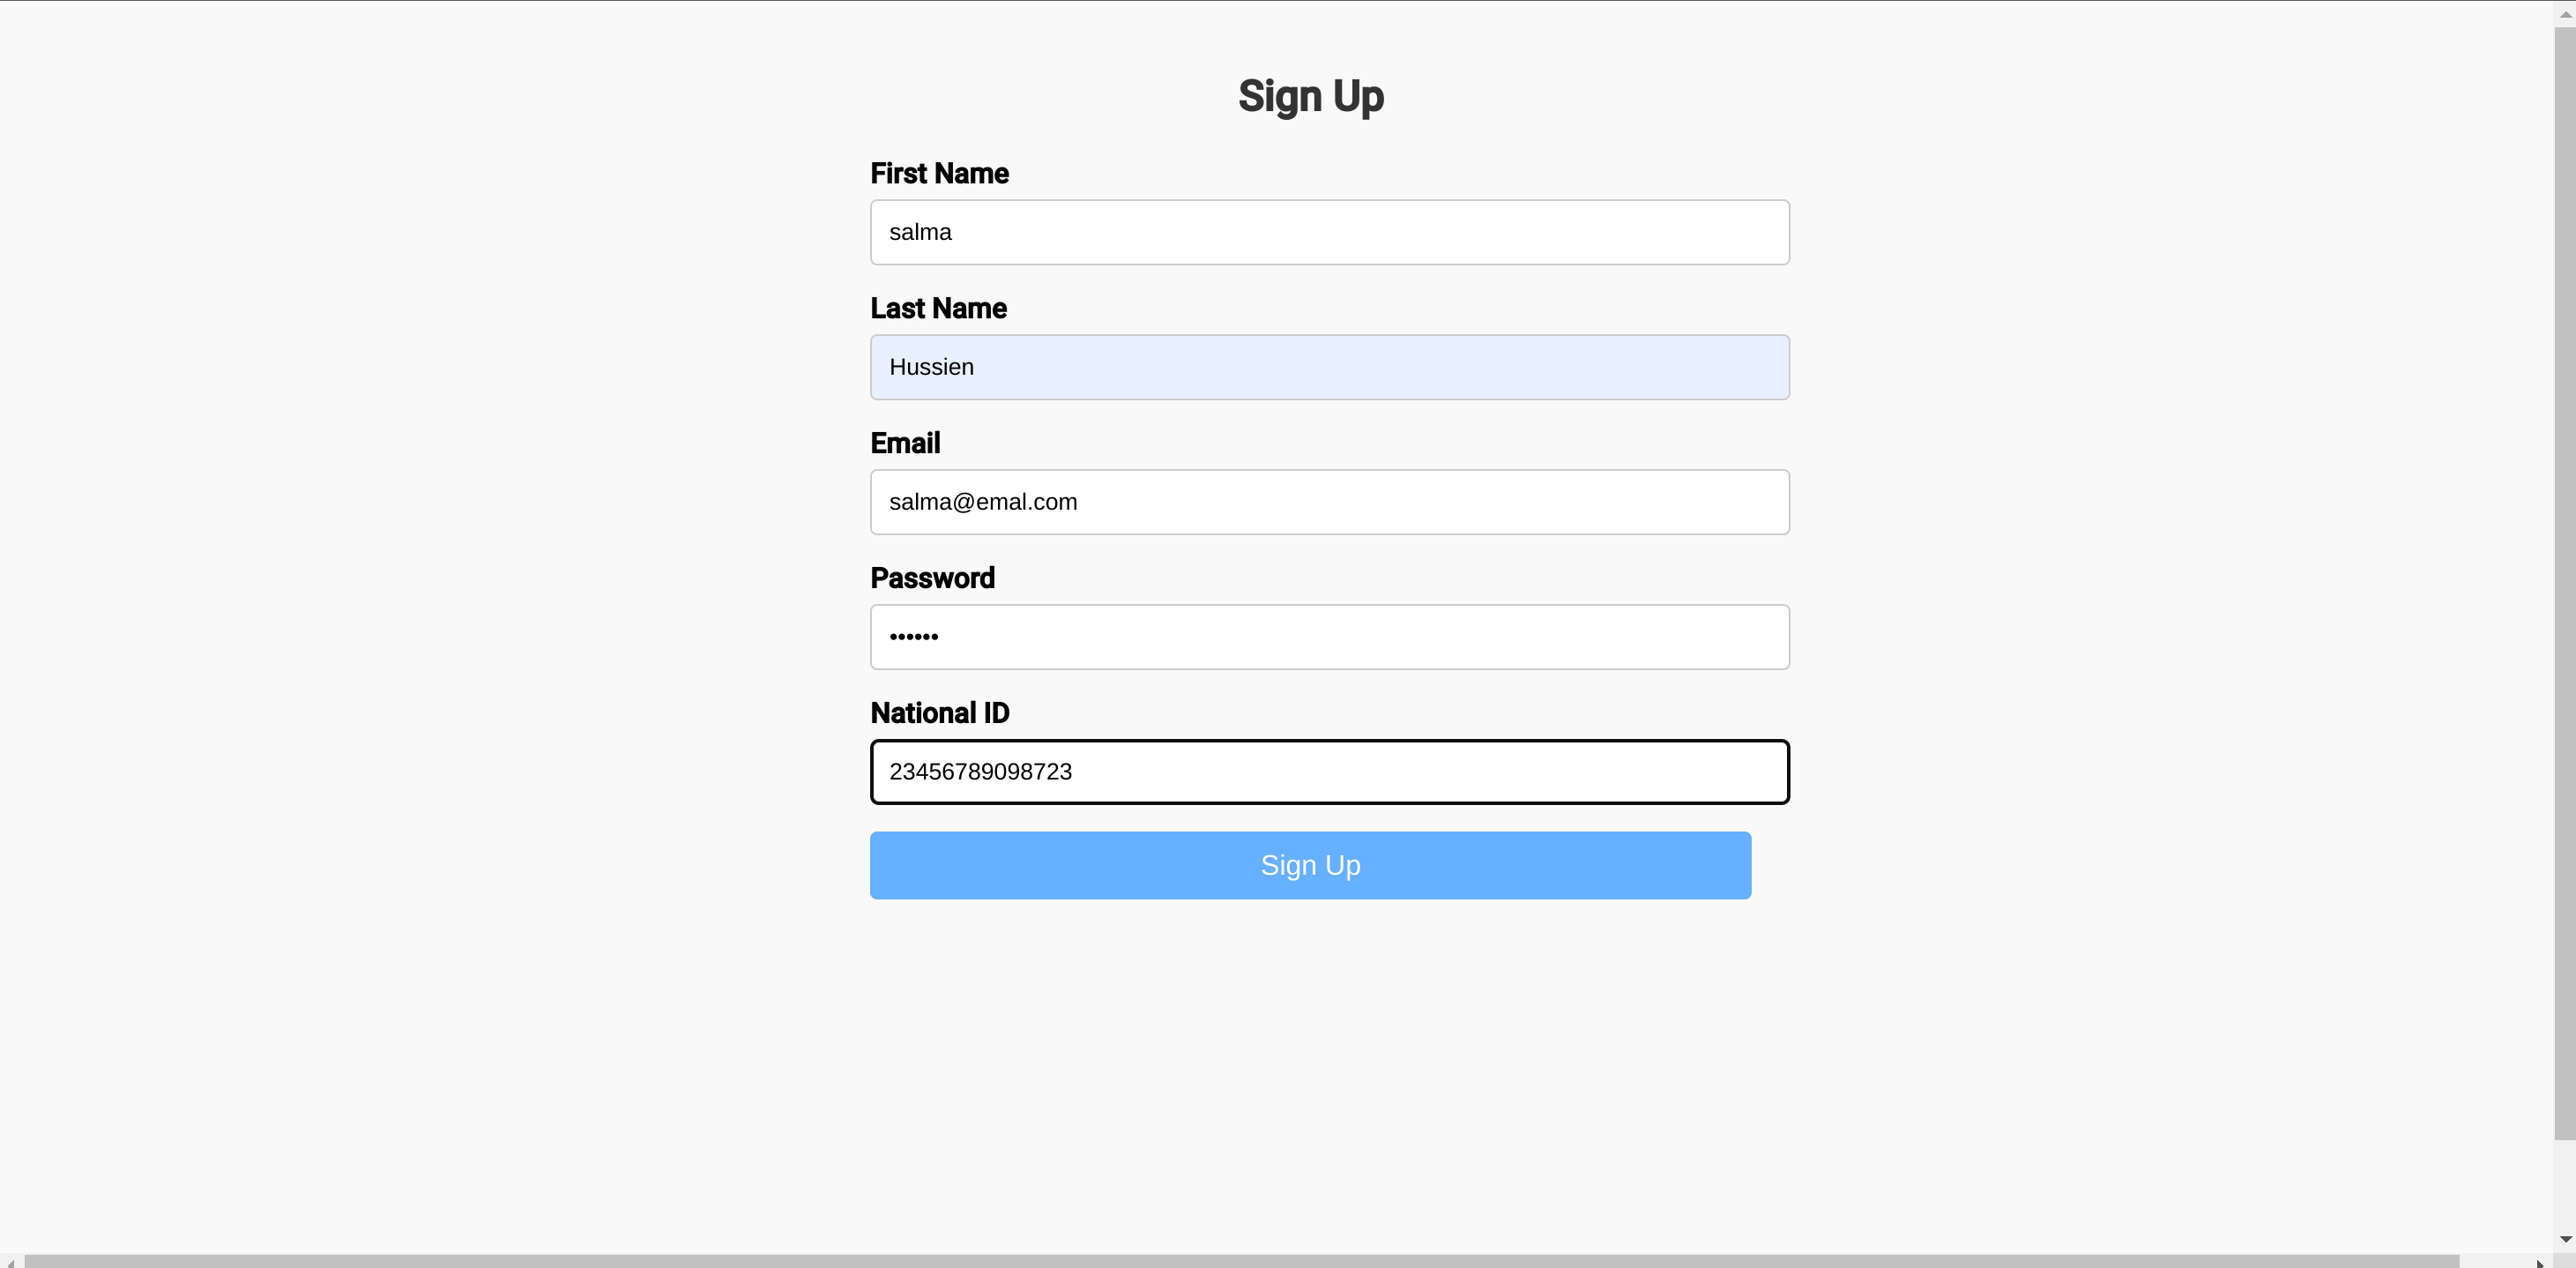 Sign Up
First Name
salma
Last Name
Hussien
Email
salma@emal.com
Password
••••••
National ID
23456789098723
Sign Up